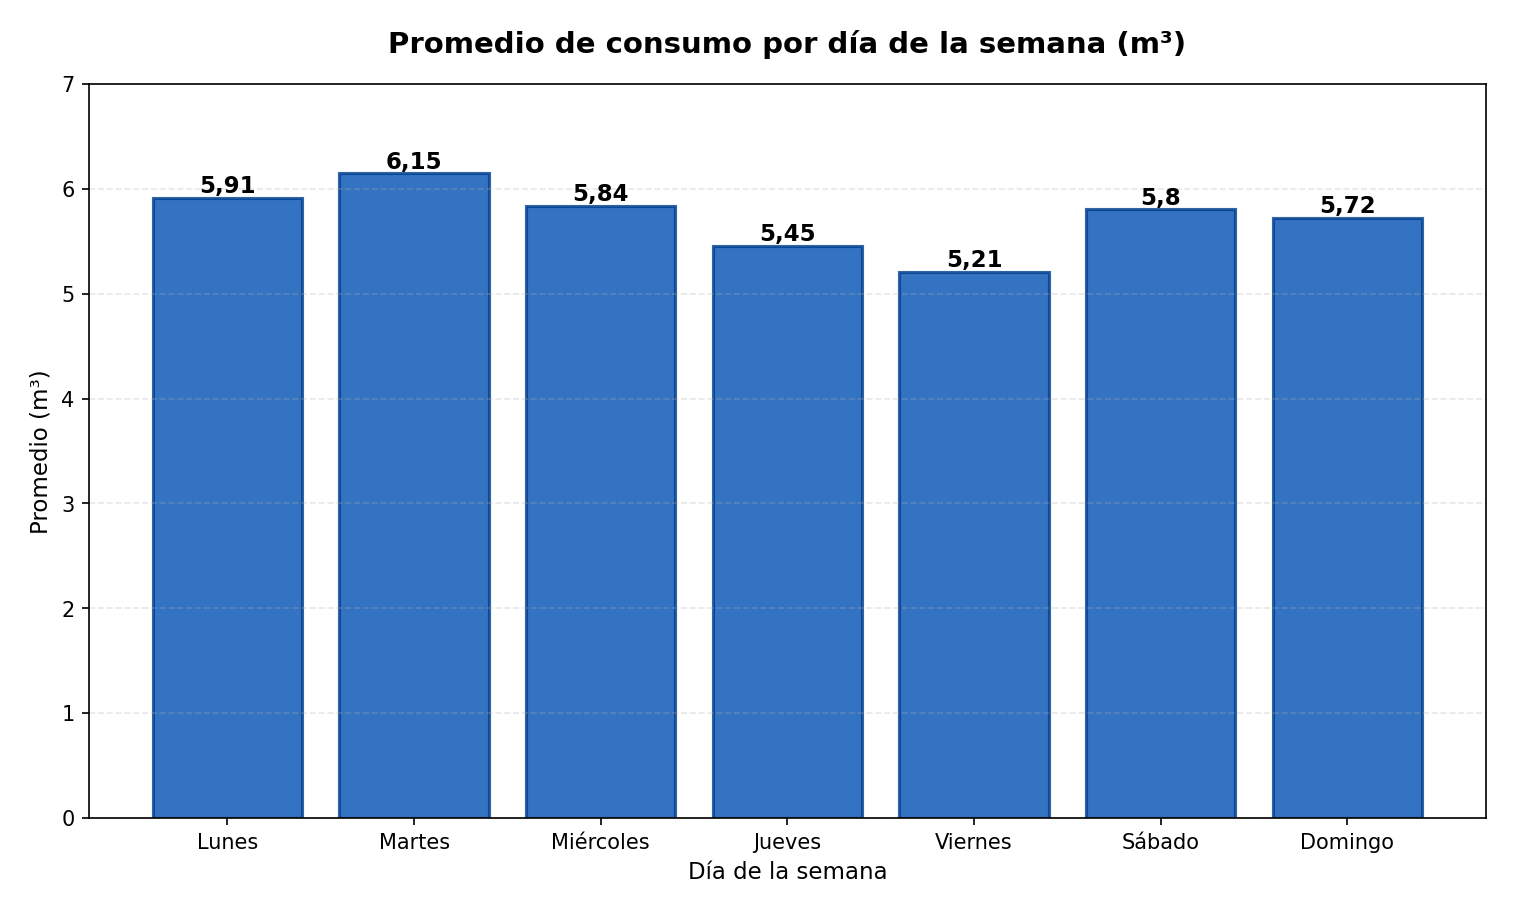 Promedio de consumo por día de la semana (m³)
7
6
5
4
3
2
1
0
Promedio (m³)
5,91
6,15
5,84
5,45
5,21
5,8
5,72
Lunes
Martes
Miércoles
Jueves
Viernes
Sábado
Domingo
Día de la semana